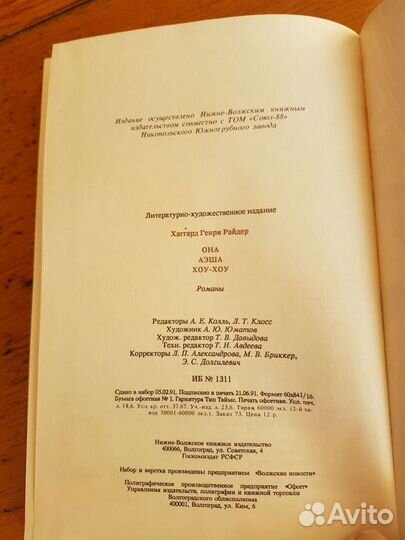 Издание осуществлено Нижне-Волжским книжным
издательством совместно с ТОМ «Союз-88»
Никопольского Южнотрубного завода
Литературно-художественное издание
Хаггард Генри Райдер
ОНА
АЭША
ХОУ-ХОУ
Романы
Редакторы А. Е. Колль, Л. Т. Клосс
Художник А. Ю. Юматов
Худож. редактор Т. В. Давыдова
Техн. редактор Т. Н. Авдеева
Корректоры Л. П. Александрова, М. В. Бриккер,
Э. С. Долгилевич
ИБ № 1311
Сдано в набор 05.02.91. Подписано в печать 21.06.91. Формат 60х841/16.
Бумага офсетная № 1. Гарнитура Тип Таймс. Печать офсетная. Усл. печ.
л. 18,6. Усл. кр. отт. 37.67. Уч.-изд. л. 23,6. Тираж 60000 экз. (2-й за-
вод 30001-60000 экз.) Заказ 73. Цена 12 р.
Нижне-Волжское книжное издательство
400066, Волгоград, ул. Советская, 4
Госкомиздат РСФСР
Набор и верстка произведены предприятием «Волжские новости»
Полиграфическое производственное предприятие «Офсет»
Управления издательств, полиграфии и книжной торговли
Волгоградского облисполкома
400001, Волгоград, ул. Ким, 6
Avito